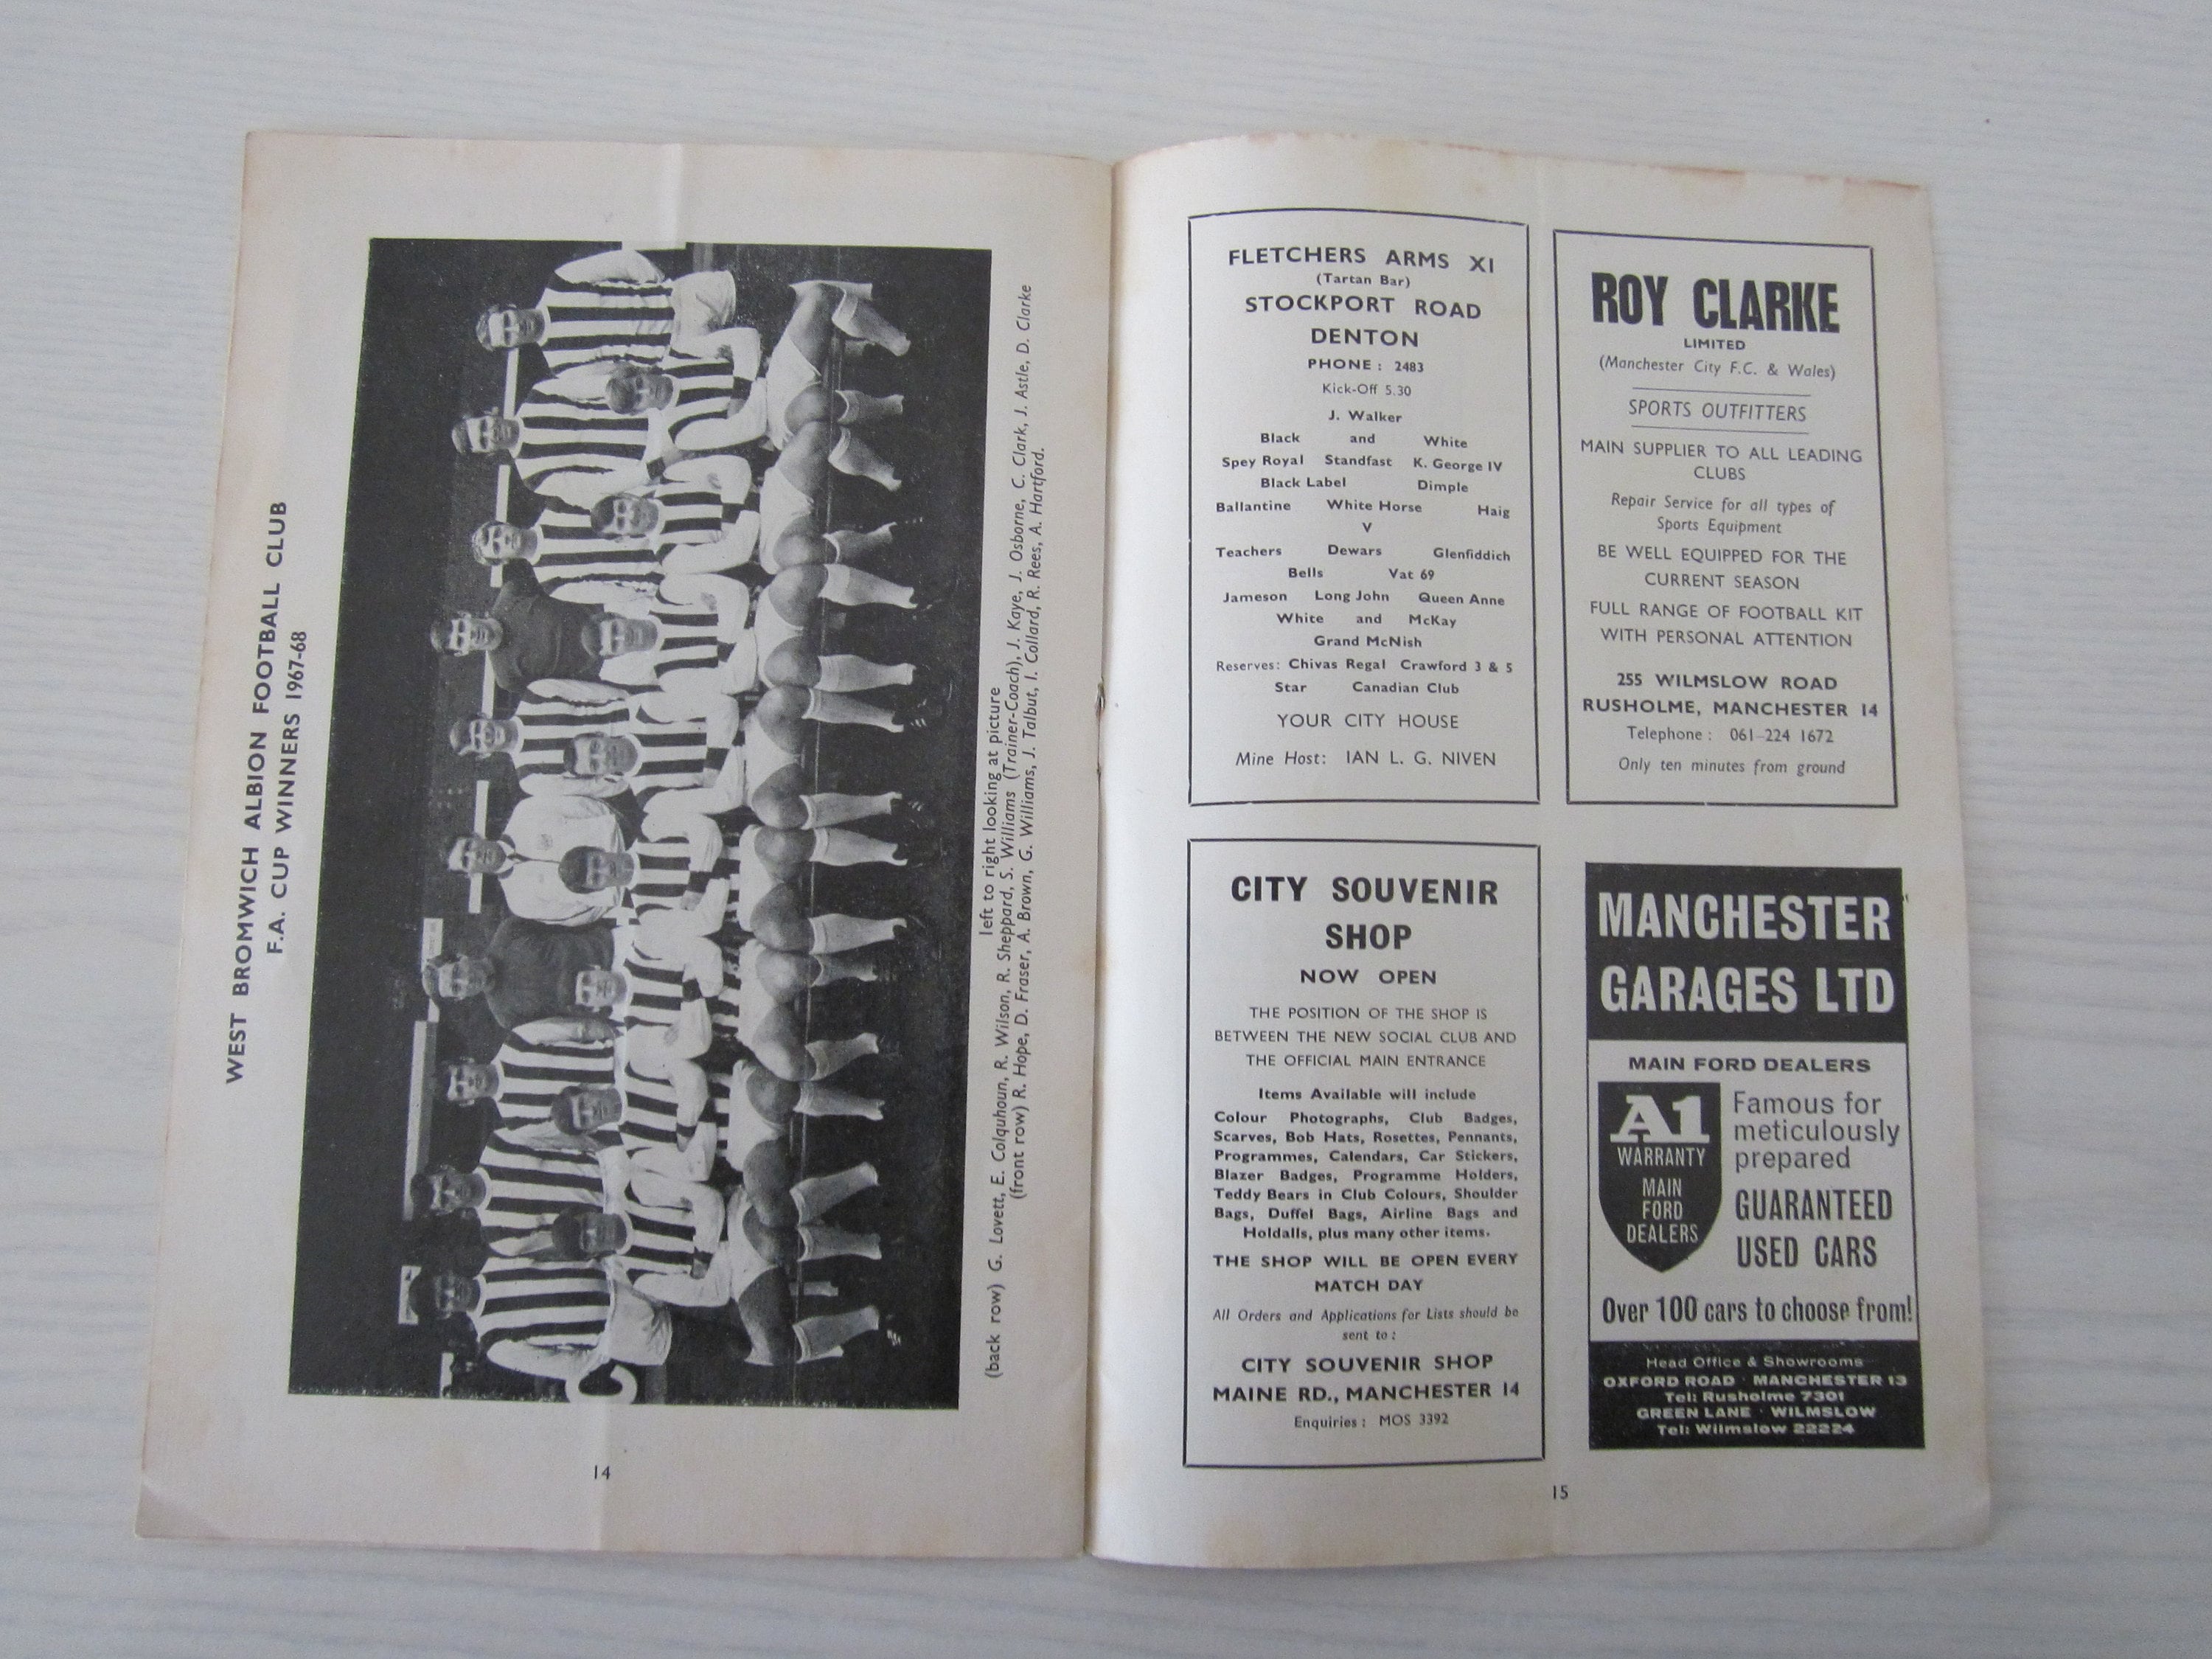 WEST BROMWICH ALBION FOOTBALL CLUB
F.A. CUP WINNERS 1967-68
left to right looking at picture
(back row) G. Lovett, E. Colquhoun, R. Wilson, R. Sheppard, S. Williams (Trainer-Coach), J. Kaye, J. Osborne, C. Clark, J. Astle, D. Clarke
(front row) R. Hope, D. Fraser, A. Brown, G. Williams, J. Talbut, I. Collard, R. Rees, A. Hartford.
14
FLETCHERS ARMS XI
(Tartan Bar)
STOCKPORT ROAD
DENTON
PHONE : 2483
Kick-Off 5.30
J. Walker
Black and White
Spey Royal Standfast K. George IV
Black Label Dimple
Ballantine White Horse Haig
V
Teachers Dewars Glenfiddich
Bells Vat 69
Jameson Long John Queen Anne
White and McKay
Grand McNish
Reserves: Chivas Regal Crawford 3 & 5
Star Canadian Club
YOUR CITY HOUSE
Mine Host: IAN L. G. NIVEN
ROY CLARKE
LIMITED
(Manchester City F.C. & Wales)
SPORTS OUTFITTERS
MAIN SUPPLIER TO ALL LEADING
CLUBS
Repair Service for all types of
Sports Equipment
BE WELL EQUIPPED FOR THE
CURRENT SEASON
FULL RANGE OF FOOTBALL KIT
WITH PERSONAL ATTENTION
255 WILMSLOW ROAD
RUSHOLME, MANCHESTER 14
Telephone : 061-224 1672
Only ten minutes from ground
CITY SOUVENIR
SHOP
NOW OPEN
THE POSITION OF THE SHOP IS
BETWEEN THE NEW SOCIAL CLUB AND
THE OFFICIAL MAIN ENTRANCE
Items Available will include
Colour Photographs, Club Badges,
Scarves, Bob Hats, Rosettes, Pennants,
Programmes, Calendars, Car Stickers,
Blazer Badges, Programme Holders,
Teddy Bears in Club Colours, Shoulder
Bags, Duffel Bags, Airline Bags and
Holdalls, plus many other items.
THE SHOP WILL BE OPEN EVERY
MATCH DAY
All Orders and Applications for Lists should be
sent to :
CITY SOUVENIR SHOP
MAINE RD., MANCHESTER 14
Enquiries : MOS 3392
MANCHESTER
GARAGES LTD
MAIN FORD DEALERS
A1
WARRANTY
MAIN
FORD
DEALERS
Famous for
meticulously
prepared
GUARANTEED
USED CARS
Over 100 cars to choose from!
Head Office & Showrooms
OXFORD ROAD · MANCHESTER 13
Tel: Rusholme 7301
GREEN LANE · WILMSLOW
Tel: Wilmslow 22224
15